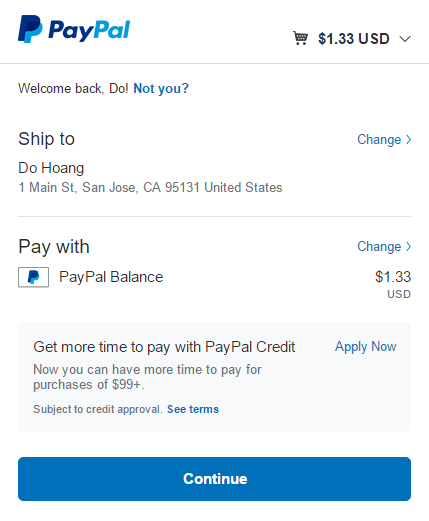 PayPal
$1.33 USD
Welcome back, Do! Not you?
Ship to
Change
Do Hoang
1 Main St, San Jose, CA 95131 United States
Pay with
Change
PayPal Balance
$1.33
USD
Get more time to pay with PayPal Credit
Apply Now
Now you can have more time to pay for
purchases of $99+.
Subject to credit approval. See terms
Continue